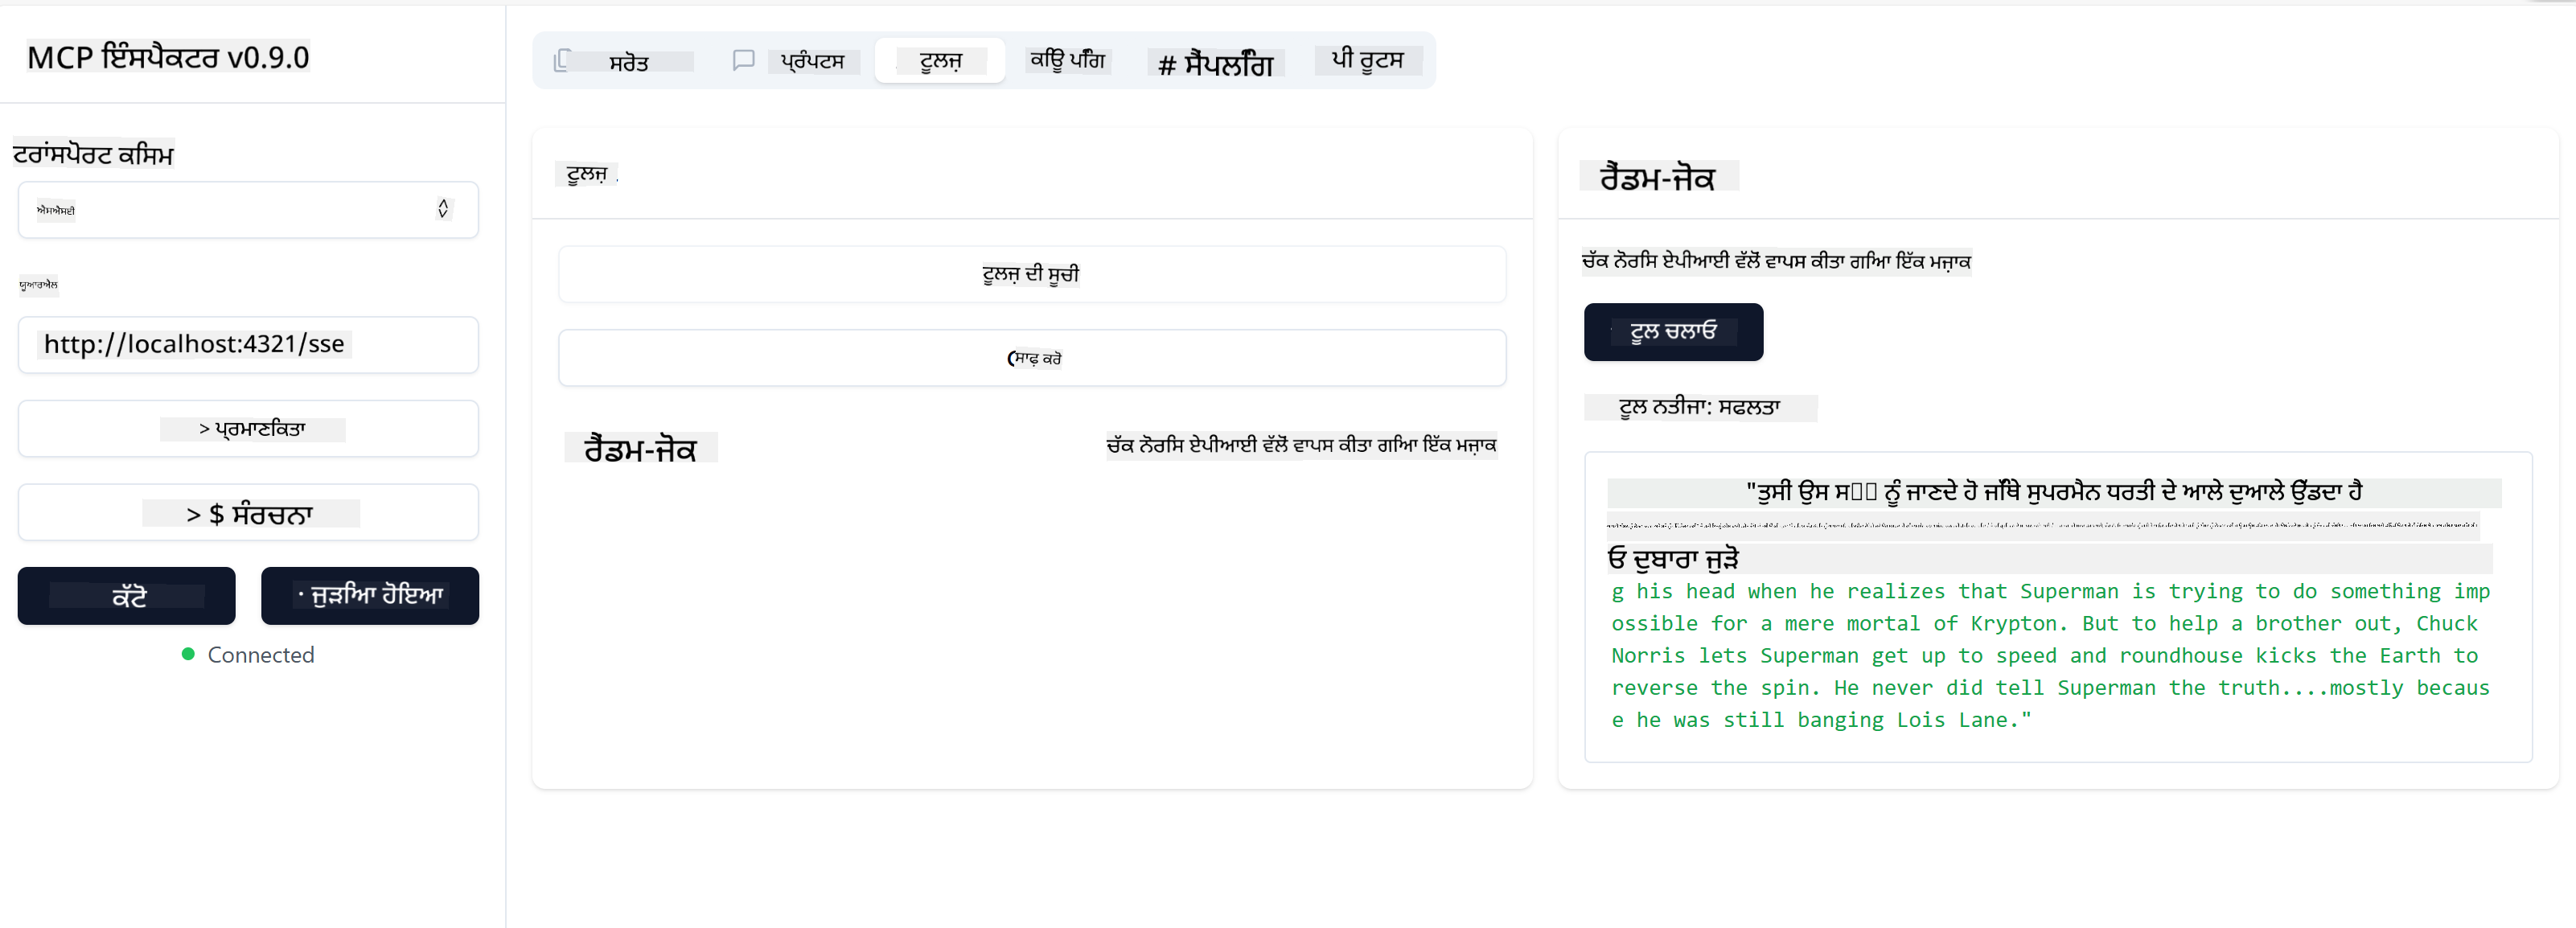 MCP ਇੰਸਪੈਕਟਰ v0.9.0
ਟਰਾਂਸਪੋਰਟ ਕਿਸਮ
ਐਸਐਸਈ
ਯੂਆਰਐਲ
http://localhost:4321/sse
> ਪ੍ਰਮਾਣਿਕਤਾ
> $ ਸੰਰਚਨਾ
ਕੱਟੋ
· ਜੁੜਿਆ ਹੋਇਆ
Connected
ਸਰੋਤ
ਪ੍ਰੰਪਟਸ
ਟੂਲਜ਼
ਕਿਊ ਪਿੰਗ
# ਸੈਂਪਲਿੰਗ
ਪੀ ਰੂਟਸ
ਟੂਲਜ਼
ਟੂਲਜ਼ ਦੀ ਸੂਚੀ
ਸਾਫ਼ ਕਰੋ
ਰੈਂਡਮ-ਜੋਕ
ਚੱਕ ਨੋਰਿਸ ਏਪੀਆਈ ਵੱਲੋਂ ਵਾਪਸ ਕੀਤਾ ਗਿਆ ਇੱਕ ਮਜ਼ਾਕ
ਰੈਂਡਮ-ਜੋਕ
ਚੱਕ ਨੋਰਿਸ ਏਪੀਆਈ ਵੱਲੋਂ ਵਾਪਸ ਕੀਤਾ ਗਿਆ ਇੱਕ ਮਜ਼ਾਕ
ਟੂਲ ਚਲਾਓ
ਟੂਲ ਨਤੀਜਾ: ਸਫਲਤਾ
"ਤੁਸੀ ਉਸ ਨੂੰ ਜਾਣਦੇ ਹੋ ਜਿੱਥੇ ਸੁਪਰਮੈਨ ਧਰਤੀ ਦੇ ਆਲੇ ਦੁਆਲੇ ਉੱਡਦਾ ਹੈ
ਓ ਦੁਬਾਰਾ ਜੁੜੋ
g his head when he realizes that Superman is trying to do something imp
ossible for a mere mortal of Krypton. But to help a brother out, Chuck
Norris lets Superman get up to speed and roundhouse kicks the Earth to
reverse the spin. He never did tell Superman the truth....mostly becaus
e he was still banging Lois Lane."